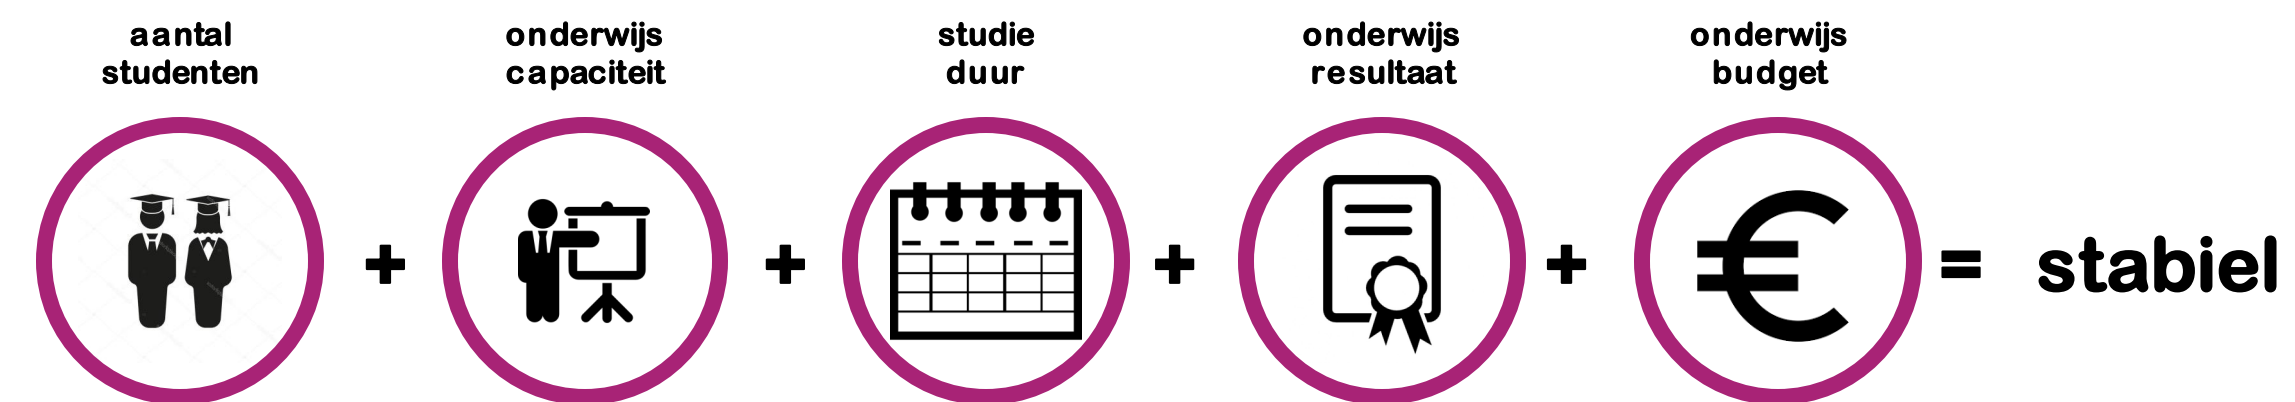 aantal
studenten
onderwijs
capaciteit
studie
duur
onderwijs
resultaat
onderwijs
budget
+ + + + € = stabiel